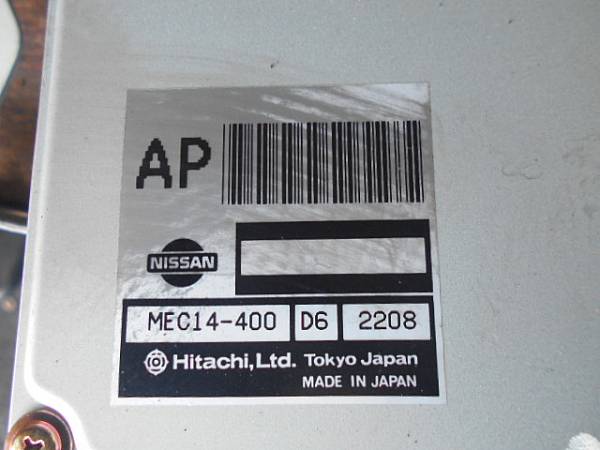 AP
NISSAN
MEC14-400 D6 2208
Hitachi, Ltd. Tokyo Japan
MADE IN JAPAN